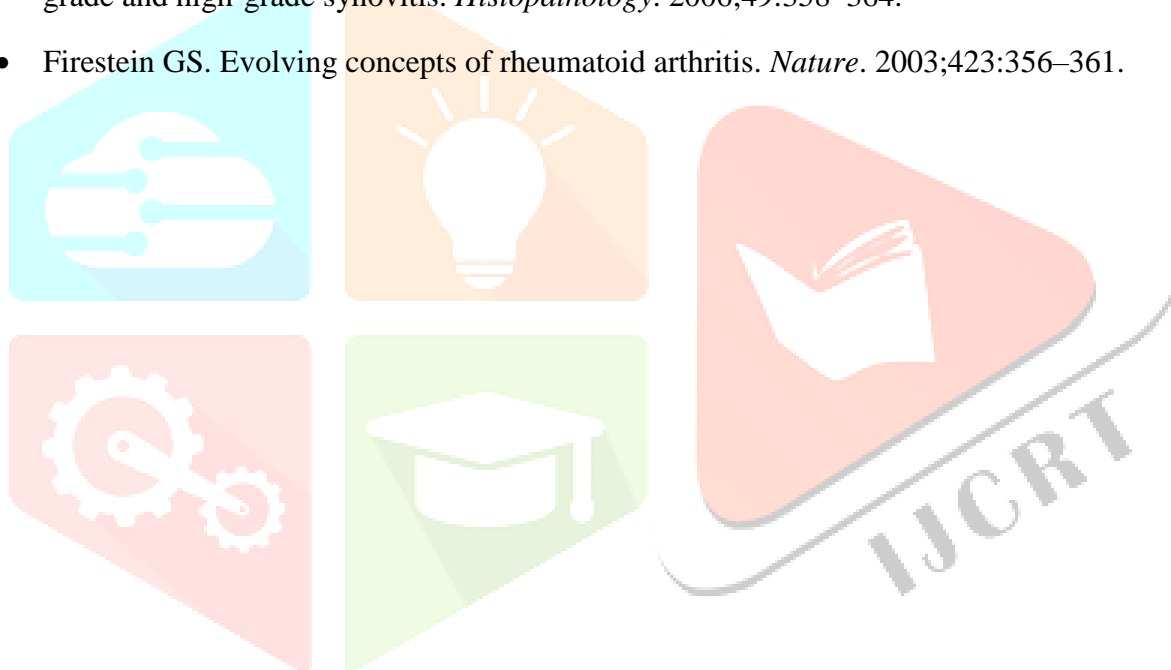 grade and high-grade synovitis. Histopathology. 2006;49:358–364.
• Firestein GS. Evolving concepts of rheumatoid arthritis. Nature. 2003;423:356–361.
IJCRT